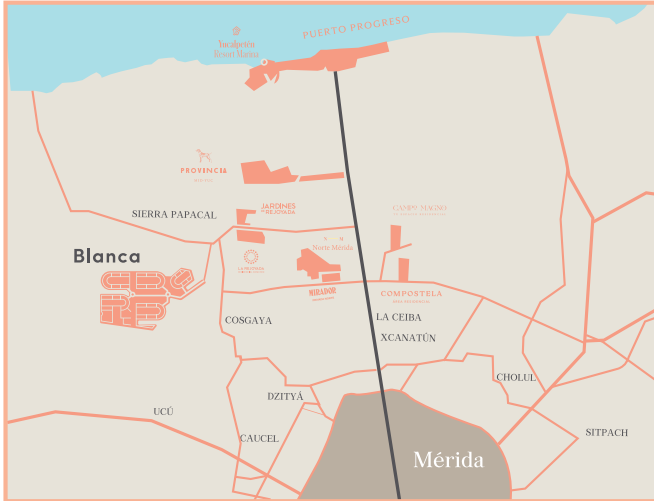 PUERTO PROGRESO
Yucalpetén
Resort Marina
PROVINCIA
SIERRA PAPACAL
JARDINES
DE REJOYADA
CAMPO MAGNO
Norte Mérida
Blanca
MIRADOR
COMPOSTELA
COSGAYA
LA CEIBA
XCANATÚN
CHOLUL
DZITYÁ
UCÚ
CAUCEL
SITPACH
Mérida